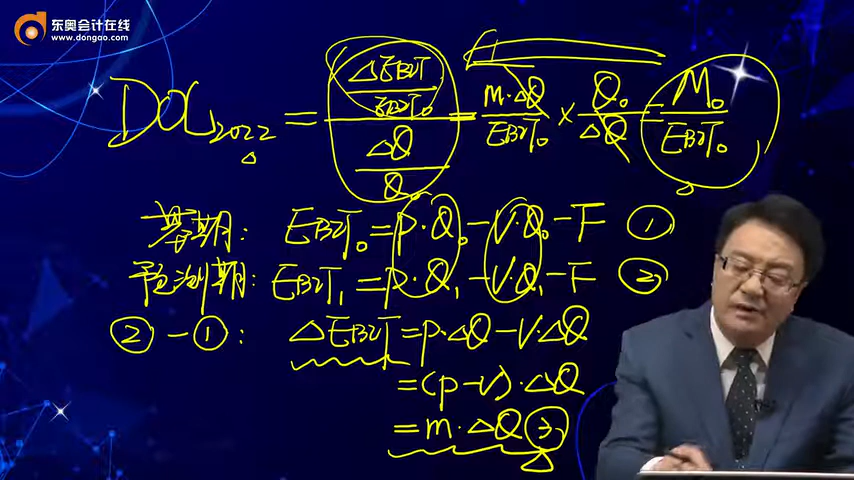 东奥会计在线
www.dongao.com
DOL2022 = (ΔEBIT/EBIT0)/(ΔQ/Q0) = m·ΔQ/EBIT0 × Q0/ΔQ = M0/EBIT0
基期: EBIT0=P·Q0-V·Q0-F ①
预测期: EBIT1=P·Q1-V·Q1-F ②
②-①: ΔEBIT=P·ΔQ-V·ΔQ
=(P-V)·ΔQ
=m·ΔQ ③